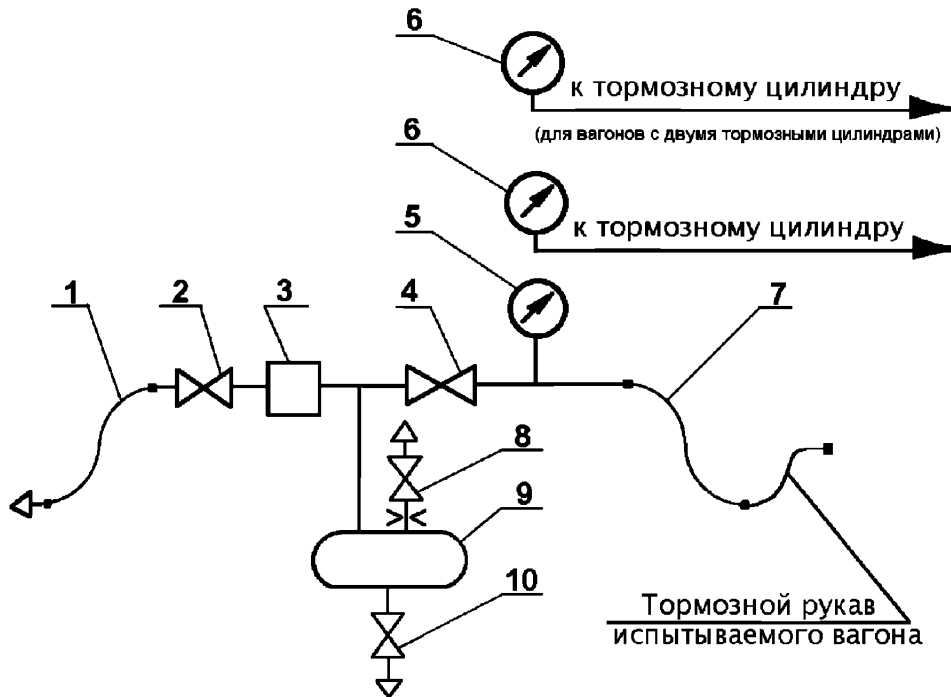 6
к тормозному цилиндру
(для вагонов с двумя тормозными цилиндрами)
6
к тормозному цилиндру
5
1
2
3
4
7
8
9
10
Тормозной рукав
испытываемого вагона